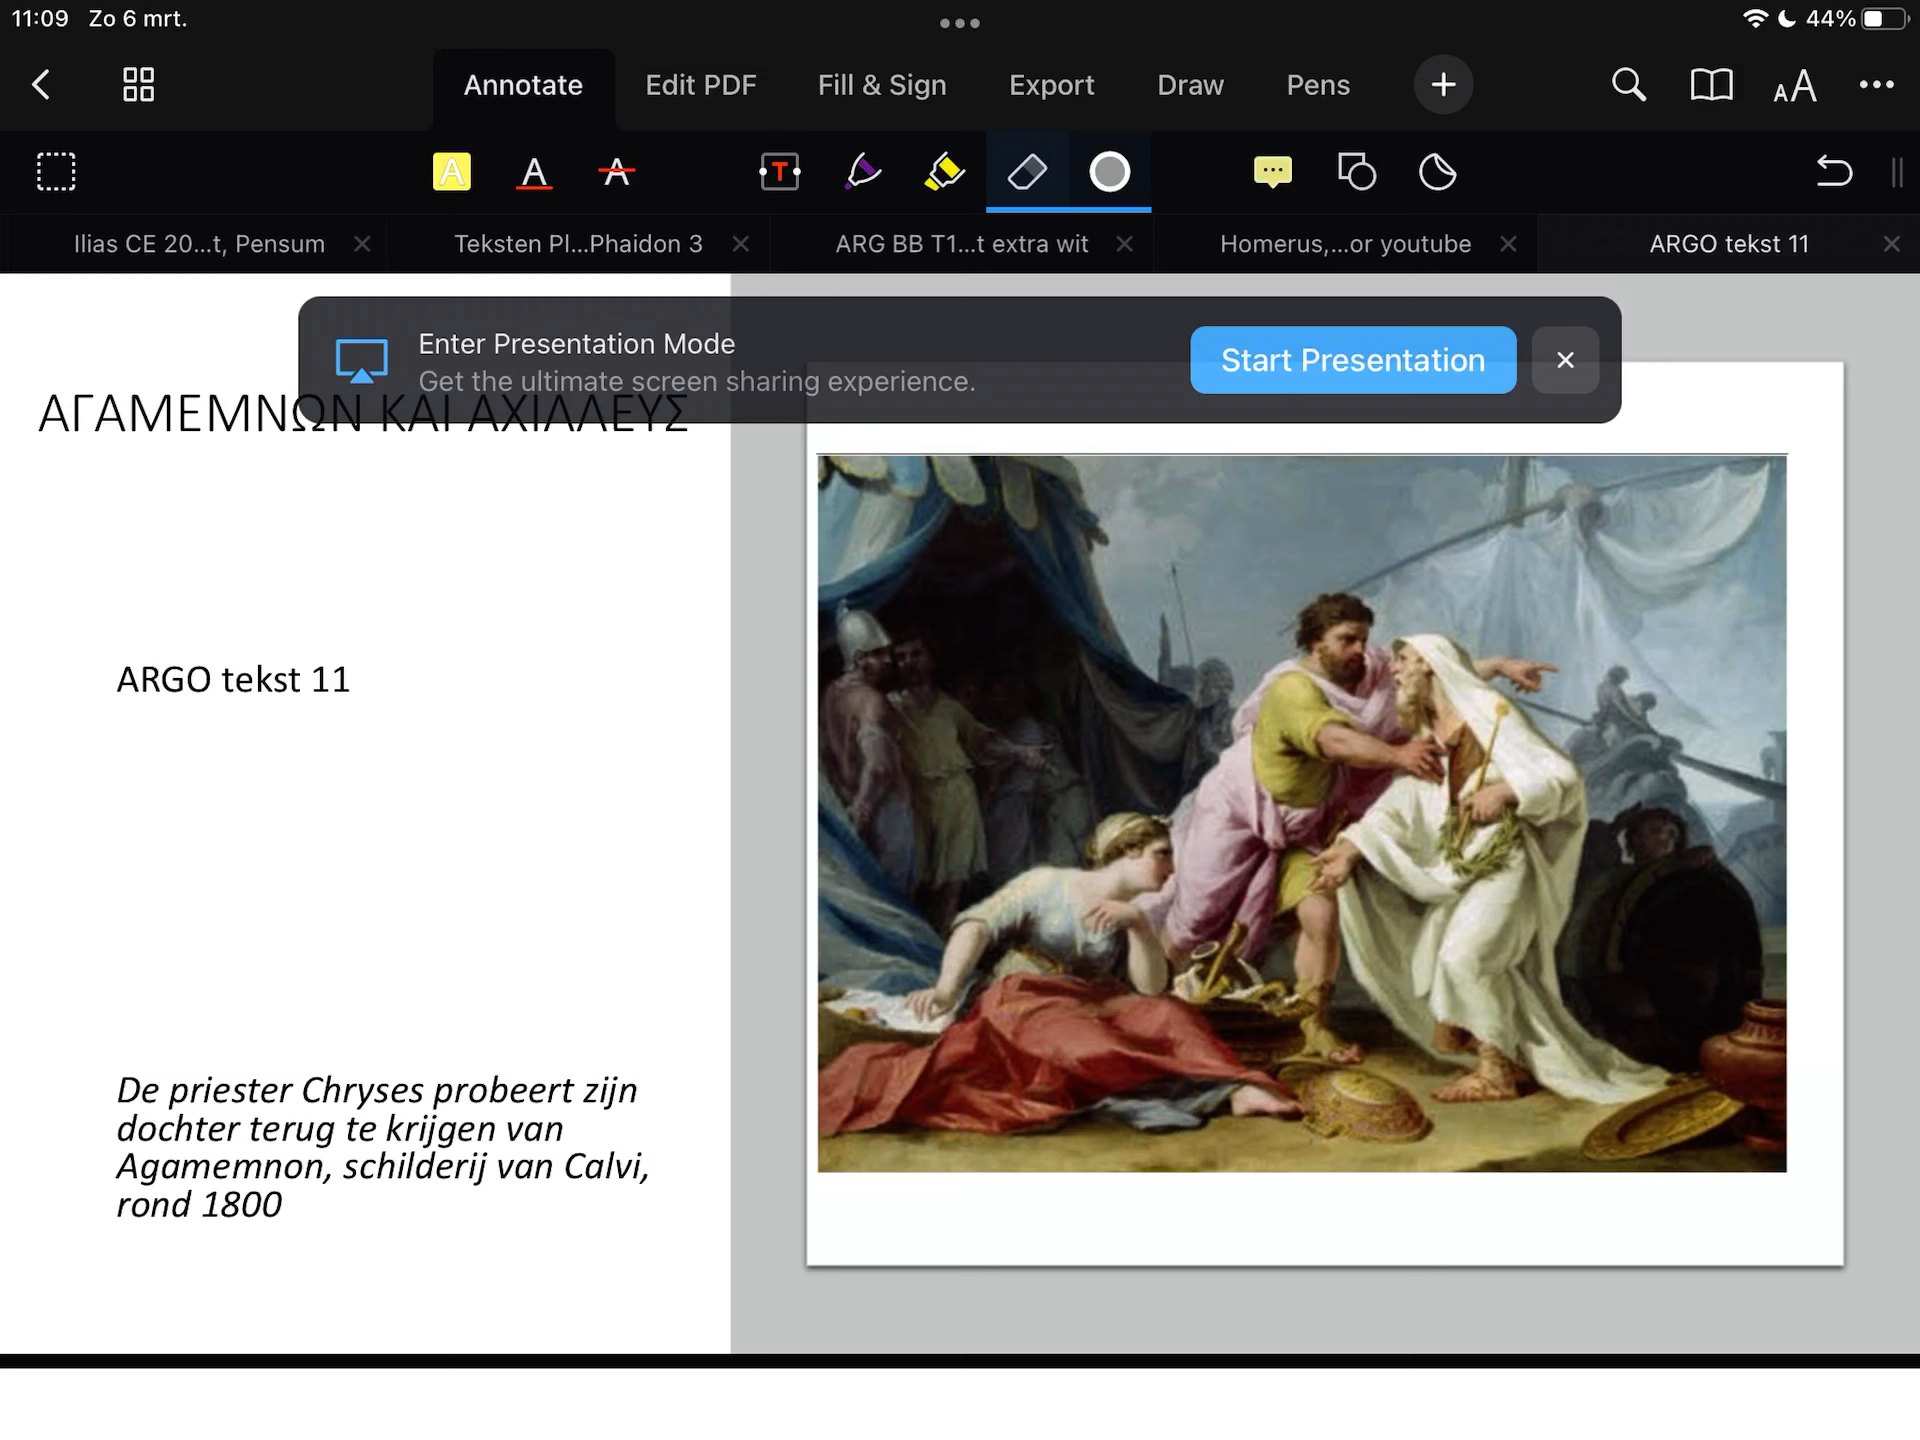 11:09 Zo 6 mrt. 44%
Annotate Edit PDF Fill & Sign Export Draw Pens AA
A A A T
Ilias CE 20...t, Pensum Teksten Pl...Phaidon 3 ARG BB T1...t extra wit Homerus,...or youtube ARGO tekst 11
Enter Presentation Mode
Get the ultimate screen sharing experience.
Start Presentation
ΑΓΑΜΕΜΝΩΝ ΚΑΙ ΑΧΙΛΛΕΥΣ
ARGO tekst 11
De priester Chryses probeert zijn
dochter terug te krijgen van
Agamemnon, schilderij van Calvi,
rond 1800